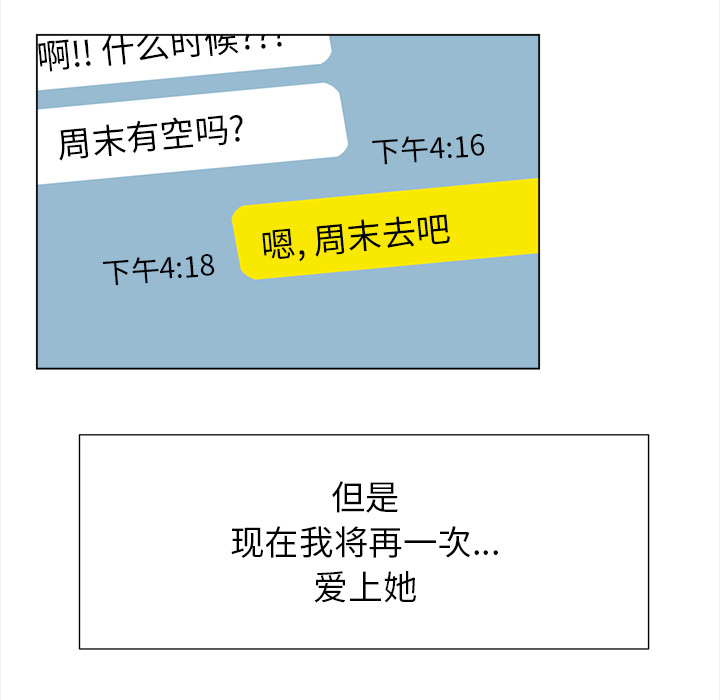 啊!! 什么时候???
周末有空吗?
下午4:16
嗯, 周末去吧
下午4:18
但是
现在我将再一次...
爱上她